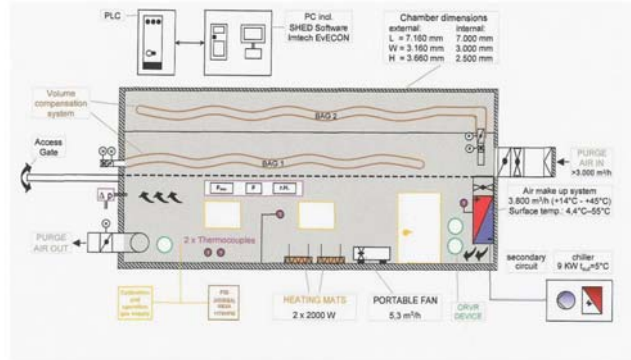 PLC
PC incl.
SHED Software
Imtech EvECON
Chamber dimensions
external: internal:
L = 7.160 mm 7.000 mm
W = 3.160 mm 3.000 mm
H = 3.660 mm 2.500 mm
Volume
compensation
system
BAG 2
Access
Gate
BAG 1
PURGE
AIR IN
>3.000 m³/h
Δ p
Air make up system
3.800 m³/h (+14°C - +45°C)
Surface temp.: 4,4°C–55°C
PURGE
AIR OUT
2 x Thermocouples
HEATING MATS
2 x 2000 W
PORTABLE FAN
5,3 m³/h
ORVR
DEVICE
secondary
circuit
chiller
9 KW
=5°C